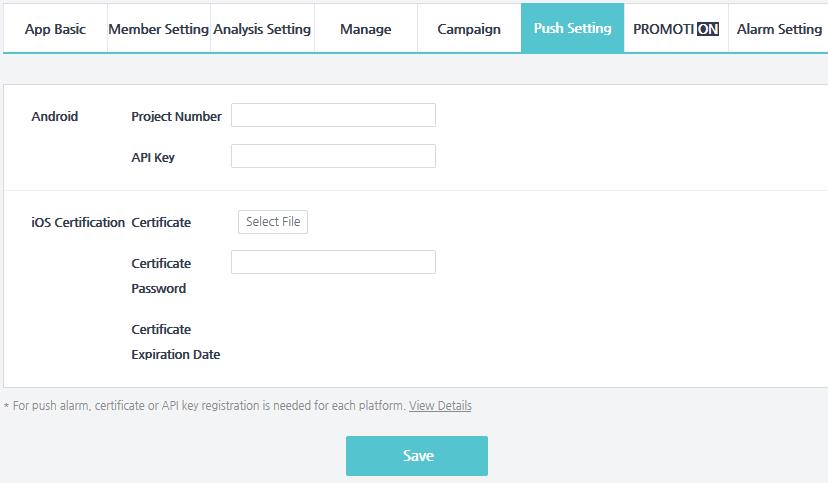 App Basic Member Setting Analysis Setting Manage Campaign Push Setting PROMOTION Alarm Setting
Android Project Number
API Key
iOS Certification Certificate Select File
Certificate
Password
Certificate
Expiration Date
* For push alarm, certificate or API key registration is needed for each platform. View Details
Save